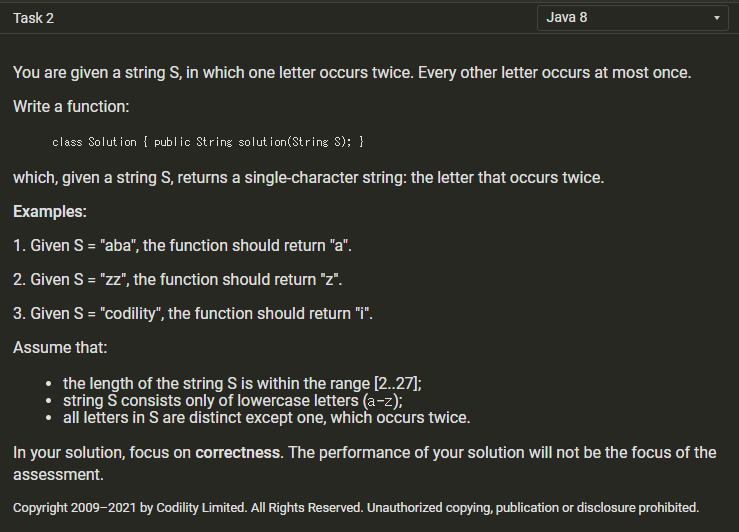 Task 2
Java 8
You are given a string S, in which one letter occurs twice. Every other letter occurs at most once.
Write a function:
class Solution { public String solution(String S); }
which, given a string S, returns a single-character string: the letter that occurs twice.
Examples:
1. Given S = "aba", the function should return "a".
2. Given S = "zz", the function should return "z".
3. Given S = "codility", the function should return "i".
Assume that:
• the length of the string S is within the range [2..27];
• string S consists only of lowercase letters (a-z);
• all letters in S are distinct except one, which occurs twice.
In your solution, focus on correctness. The performance of your solution will not be the focus of the
assessment.
Copyright 2009–2021 by Codility Limited. All Rights Reserved. Unauthorized copying, publication or disclosure prohibited.